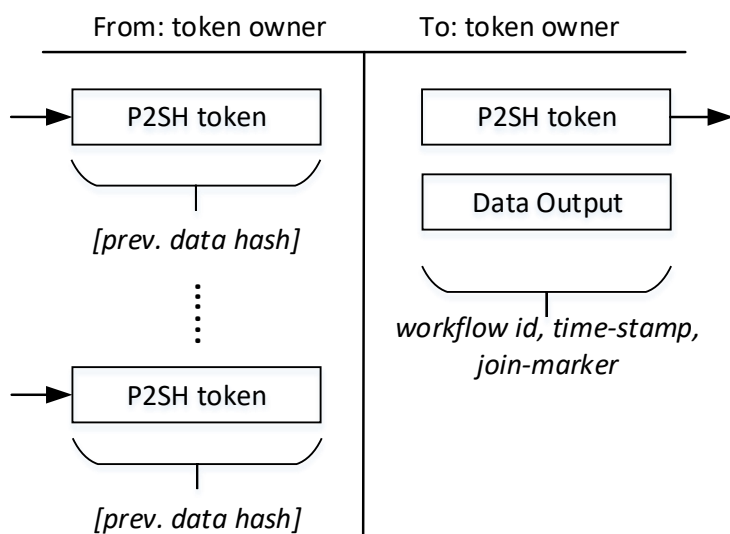 From: token owner
To: token owner
P2SH token
[prev. data hash]
P2SH token
[prev. data hash]
P2SH token
Data Output
workflow id, time-stamp,
join-marker